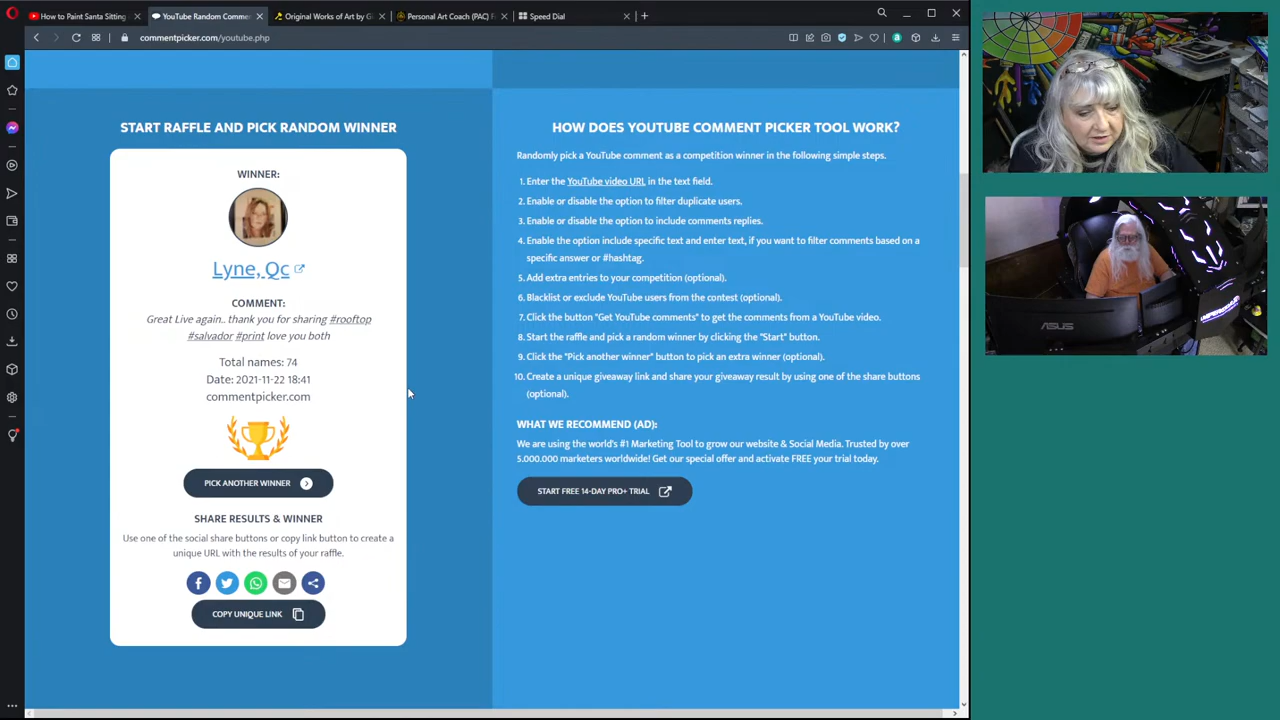 How to Paint Santa Sitting
YouTube Random Comme
Original Works of Art by G
Personal Art Coach (PAC) F
Speed Dial
commentpicker.com/youtube.php
START RAFFLE AND PICK RANDOM WINNER
WINNER:
Lyne, Qc
COMMENT:
Great Live again.. thank you for sharing #rooftop
#salvador #print love you both
Total names: 74
Date: 2021-11-22 18:41
commentpicker.com
PICK ANOTHER WINNER
SHARE RESULTS & WINNER
Use one of the social share buttons or copy link button to create a
unique URL with the results of your raffle.
COPY UNIQUE LINK
HOW DOES YOUTUBE COMMENT PICKER TOOL WORK?
Randomly pick a YouTube comment as a competition winner in the following simple steps.
1. Enter the YouTube video URL in the text field.
2. Enable or disable the option to filter duplicate users.
3. Enable or disable the option to include comments replies.
4. Enable the option include specific text and enter text, if you want to filter comments based on a
specific answer or #hashtag.
5. Add extra entries to your competition (optional).
6. Blacklist or exclude YouTube users from the contest (optional).
7. Click the button "Get YouTube comments" to get the comments from a YouTube video.
8. Start the raffle and pick a random winner by clicking the "Start" button.
9. Click the "Pick another winner" button to pick an extra winner (optional).
10. Create a unique giveaway link and share your giveaway result by using one of the share buttons
(optional).
WHAT WE RECOMMEND (AD):
We are using the world's #1 Marketing Tool to grow our website & Social Media. Trusted by over
5.000.000 marketers worldwide! Get our special offer and activate FREE your trial today.
START FREE 14-DAY PRO+ TRIAL
ASUS